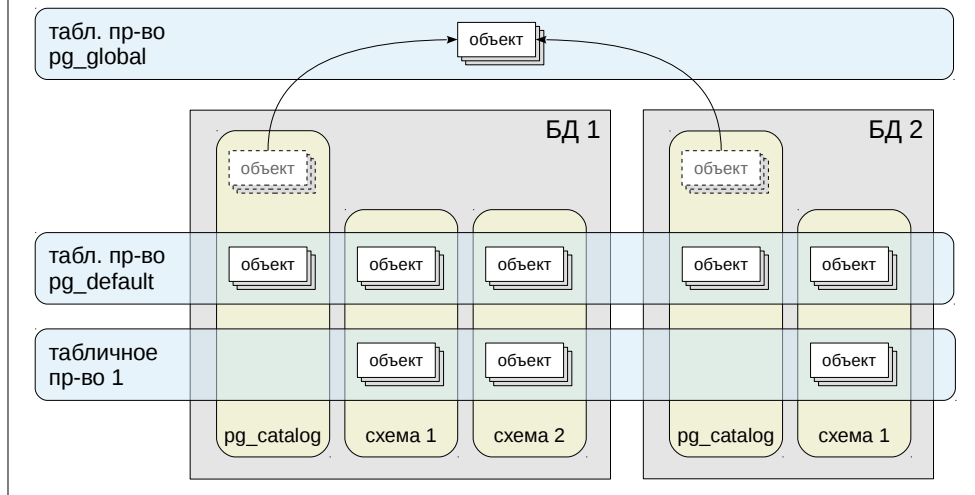 табл. пр-во
pg_global
объект
БД 1
БД 2
объект
объект
табл. пр-во
pg_default
объект
объект
объект
объект
объект
табличное
пр-во 1
объект
объект
объект
pg_catalog
схема 1
схема 2
pg_catalog
схема 1